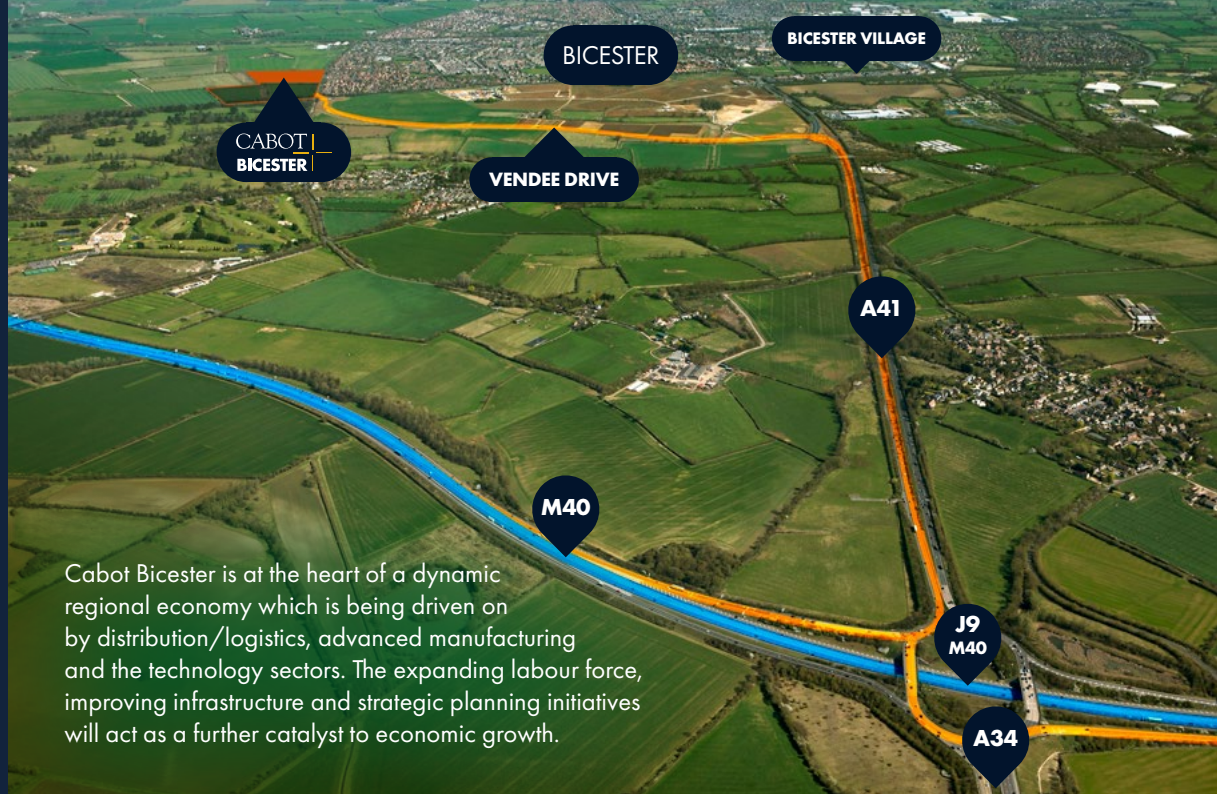 BICESTER
BICESTER VILLAGE
CABOT
BICESTER
VENDEE DRIVE
A41
M40
Cabot Bicester is at the heart of a dynamic
regional economy which is being driven on
by distribution/logistics, advanced manufacturing
and the technology sectors. The expanding labour force,
improving infrastructure and strategic planning initiatives
will act as a further catalyst to economic growth.
J9
M40
A34